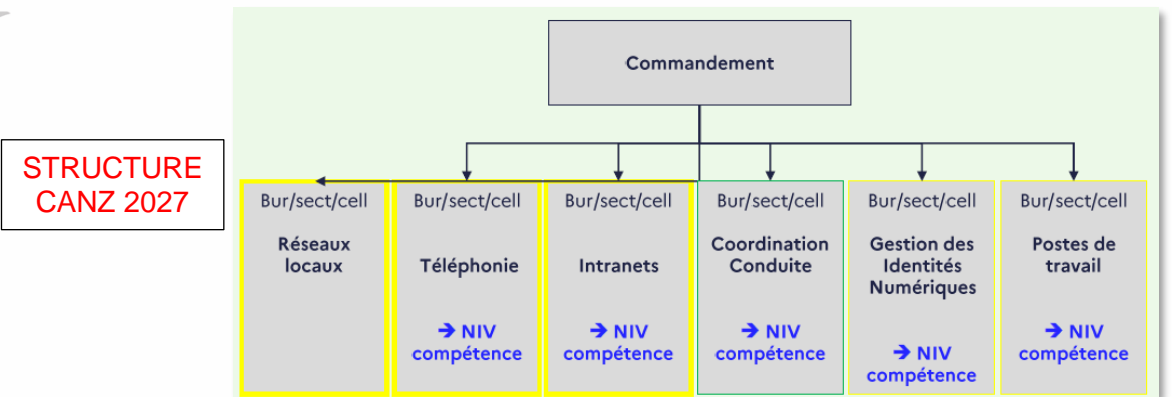 Commandement
STRUCTURE
CANZ 2027
Bur/sect/cell
Réseaux
locaux
Bur/sect/cell
Téléphonie
➔ NIV
compétence
Bur/sect/cell
Intranets
➔ NIV
compétence
Bur/sect/cell
Coordination
Conduite
➔ NIV
compétence
Bur/sect/cell
Gestion des
Identités
Numériques
➔ NIV
compétence
Bur/sect/cell
Postes de
travail
➔ NIV
compétence